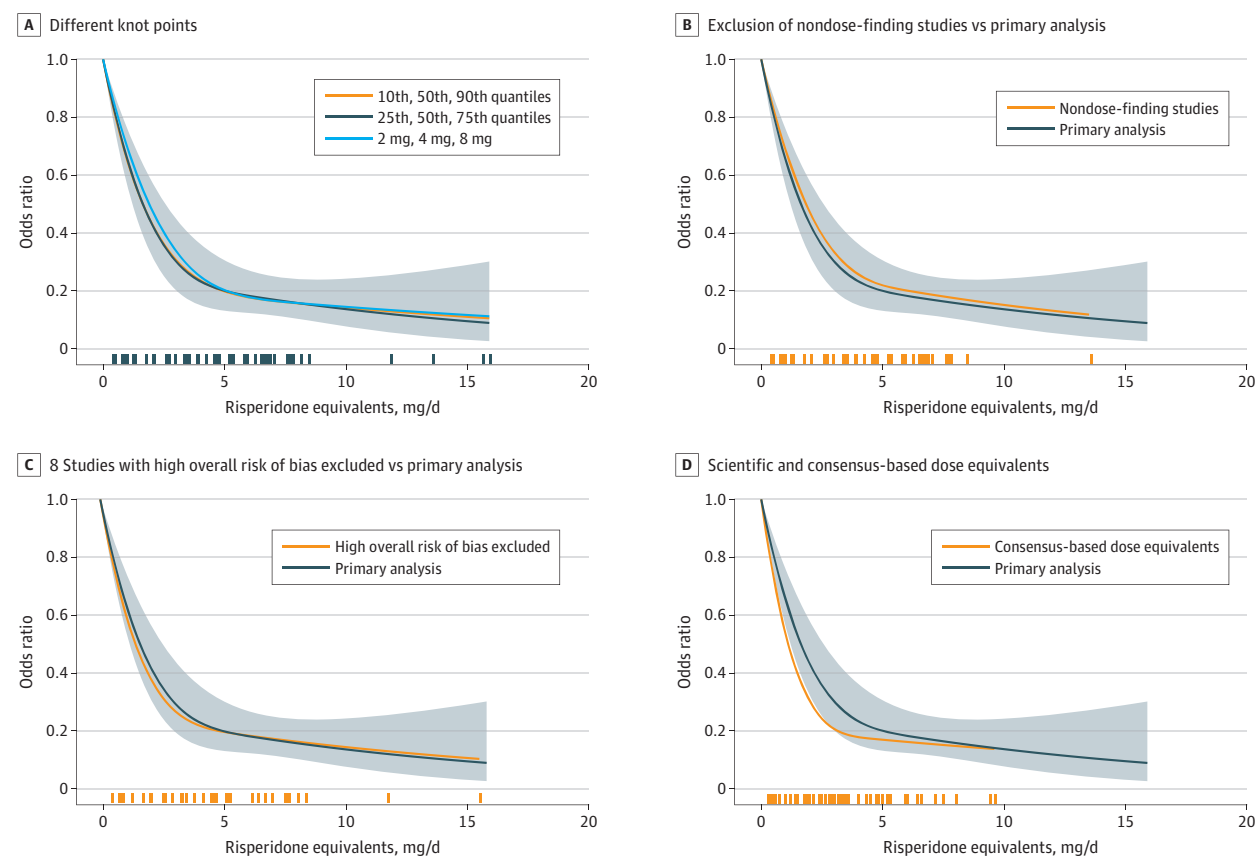 A Different knot points
1.0
0.8
0.6
0.4
0.2
0
Odds ratio
10th, 50th, 90th quantiles
25th, 50th, 75th quantiles
2 mg, 4 mg, 8 mg
0 5 10 15 20
Risperidone equivalents, mg/d
B Exclusion of nondose-finding studies vs primary analysis
1.0
0.8
0.6
0.4
0.2
0
Odds ratio
Nondose-finding studies
Primary analysis
0 5 10 15 20
Risperidone equivalents, mg/d
C 8 Studies with high overall risk of bias excluded vs primary analysis
1.0
0.8
0.6
0.4
0.2
0
Odds ratio
High overall risk of bias excluded
Primary analysis
0 5 10 15 20
Risperidone equivalents, mg/d
D Scientific and consensus-based dose equivalents
1.0
0.8
0.6
0.4
0.2
0
Odds ratio
Consensus-based dose equivalents
Primary analysis
0 5 10 15 20
Risperidone equivalents, mg/d